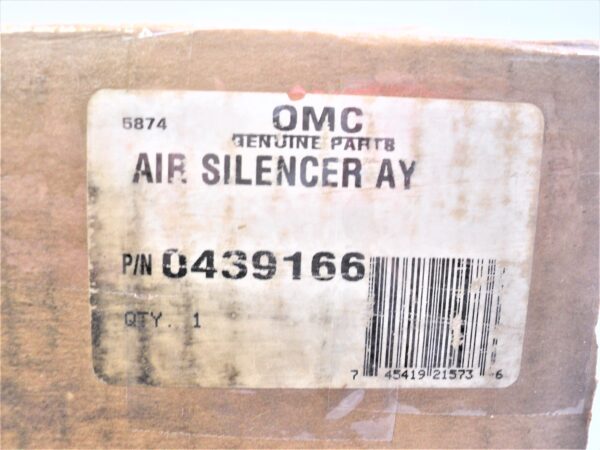 5874
OMC
GENUINE PARTS
AIR SILENCER AY
P/N 0439166
QTY. 1
7 45419 21573 6